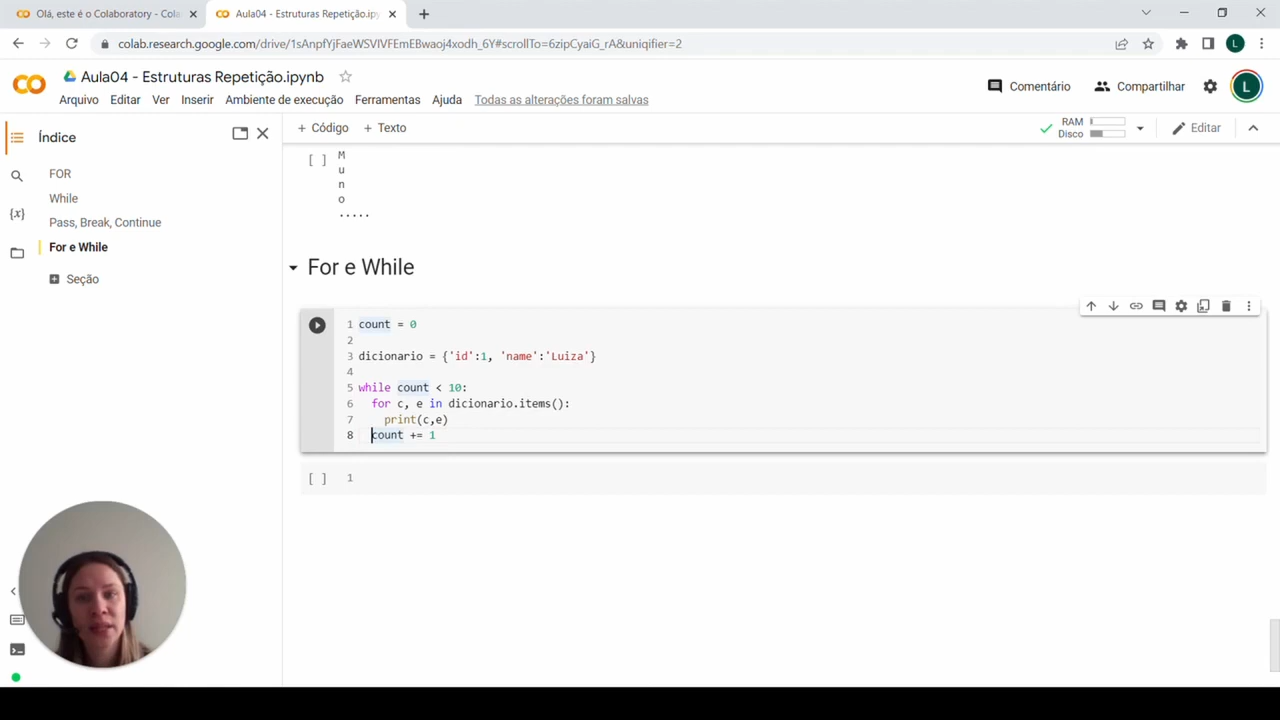 Olá, este é o Colaboratory - Cola
Aula04 - Estruturas Repetição.ipyn
colab.research.google.com/drive/1sAnpfYjFaeWSVIVFEmEBwaoj4xodh_6Y#scrollTo=6zipCyaiG_rA&uniqifier=2
L
Aula04 - Estruturas Repetição.ipynb
Comentário
Compartilhar
L
Arquivo Editar Ver Inserir Ambiente de execução Ferramentas Ajuda Todas as alterações foram salvas
Índice
+ Código + Texto
RAM
Disco
Editar
FOR
While
Pass, Break, Continue
For e While
Seção
{x}
[ ]
M
u
n
o
.....
For e While
1 count = 0
2
3 dicionario = {'id':1, 'name':'Luiza'}
4
5 while count < 10:
6 for c, e in dicionario.items():
7 print(c,e)
8 count += 1
[ ] 1